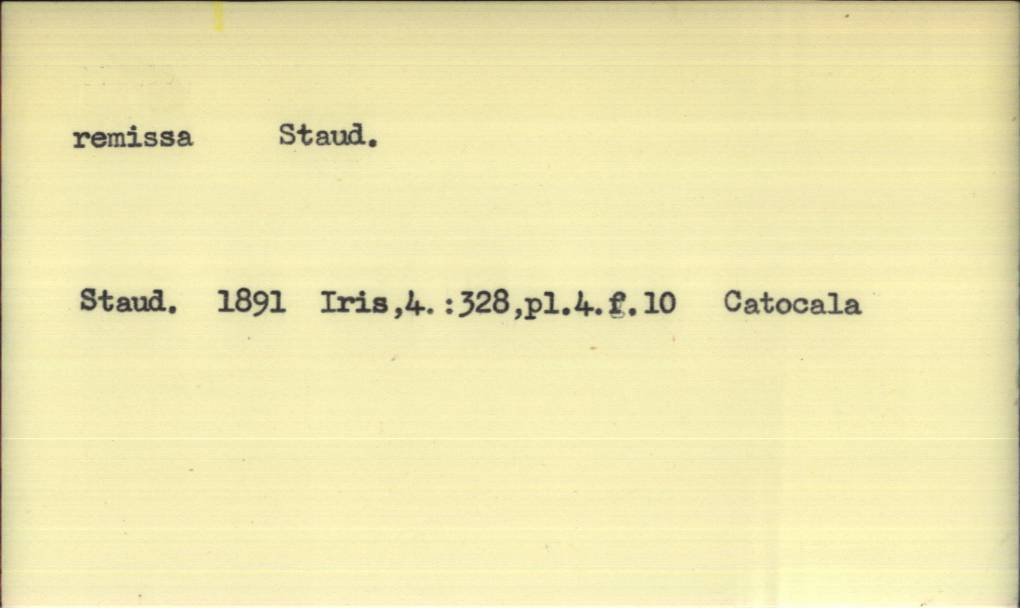 remissa Staud.
Staud. 1891 Iris,4.:328,pl.4.f.10 Catocala